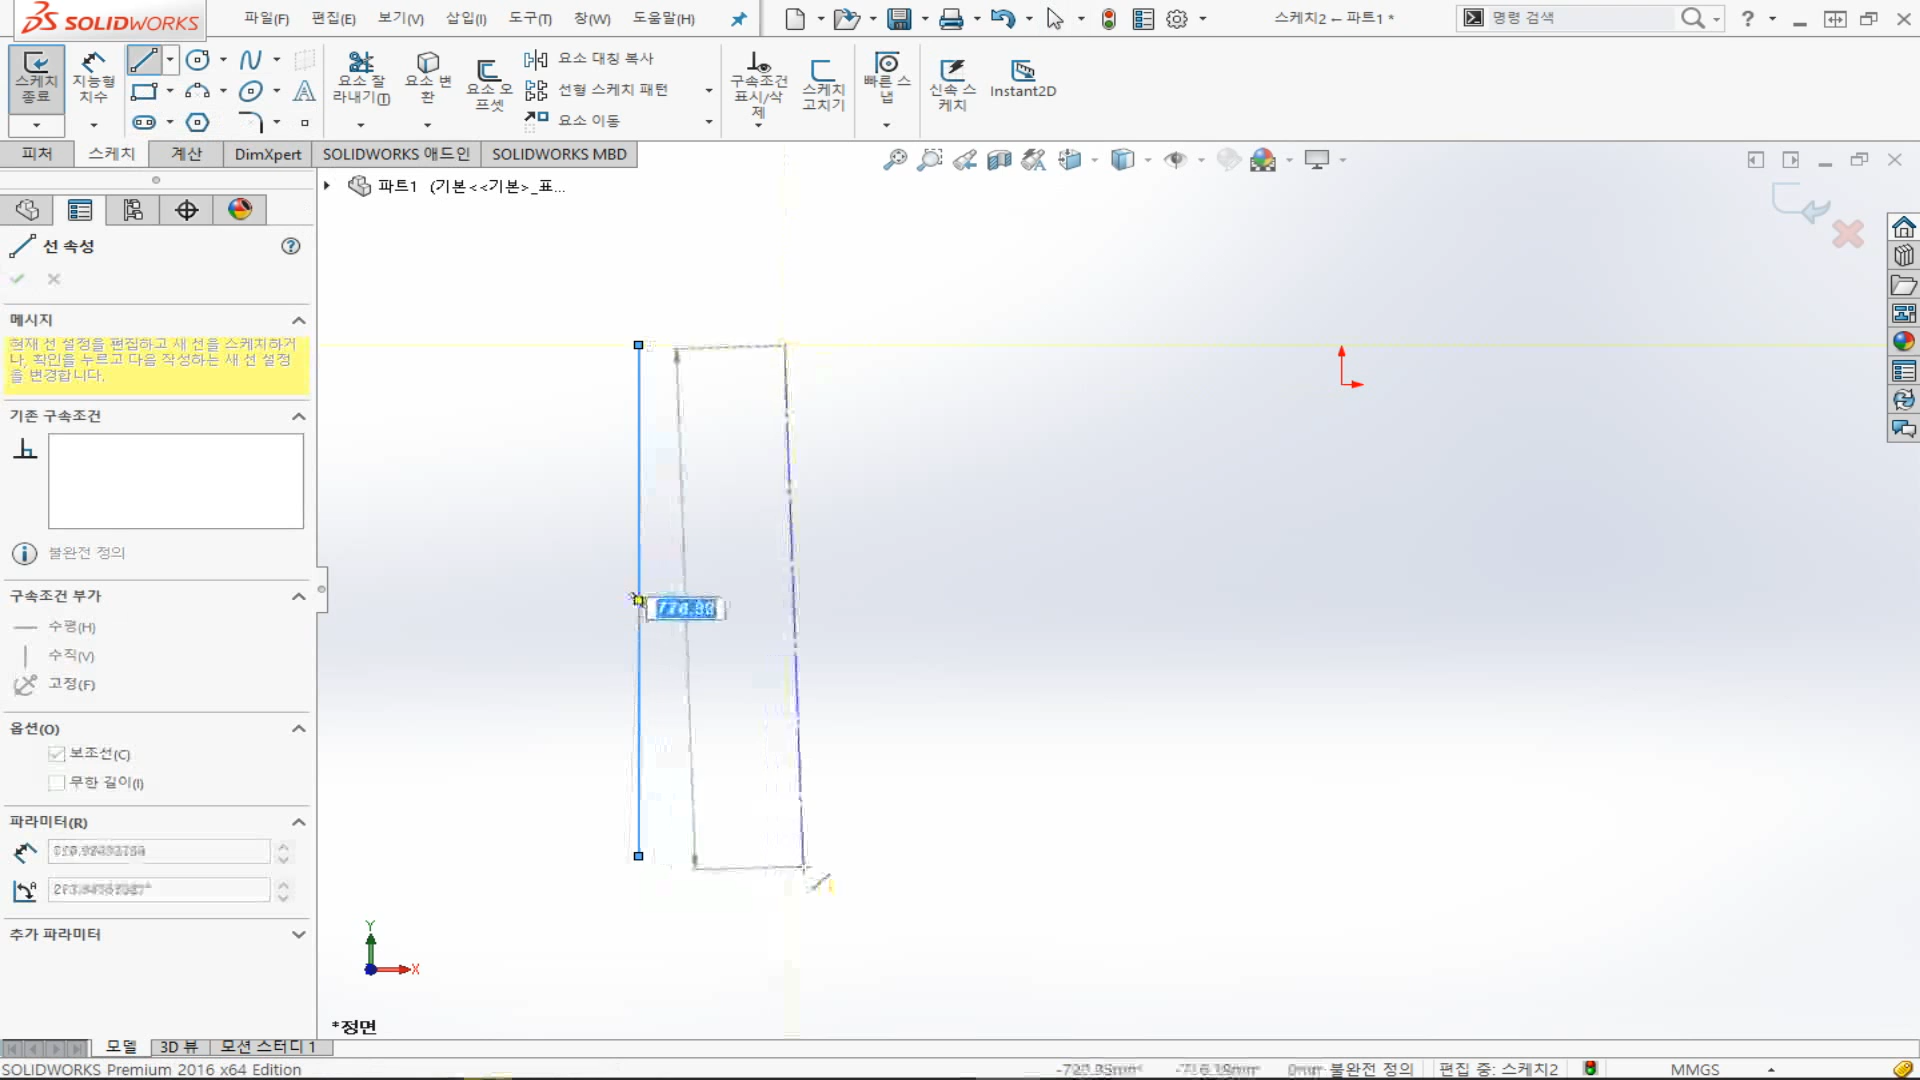 SOLIDWORKS
파일(F) 편집(E) 보기(V) 삽입(I) 도구(T) 창(W) 도움말(H)
스케치2 ← 파트1 *
명령 검색
스케치 종료
지능형 치수
요소 잘라내기(T)
요소 변환
요소 오프셋
요소 대칭 복사
선형 스케치 패턴
요소 이동
구속조건 표시/삭제
스케치 고치기
빠른 스냅
신속 스케치
Instant2D
피처 스케치 계산 DimXpert SOLIDWORKS 애드인 SOLIDWORKS MBD
파트1 (기본<<기본>_표...
선 속성
메시지
현재 선 설정을 편집하고 새 선을 스케치하거
나, 확인을 누르고 다음 작성하는 새 선 설정
을 변경합니다.
기존 구속조건
불완전 정의
구속조건 부가
수평(H)
수직(V)
고정(F)
옵션(O)
보조선(C)
무한 길이(I)
파라미터(R)
추가 파라미터
Y
X
*정면
모델 3D 뷰 모션 스터디 1
SOLIDWORKS Premium 2016 x64 Edition
불완전 정의 편집 중: 스케치2 MMGS